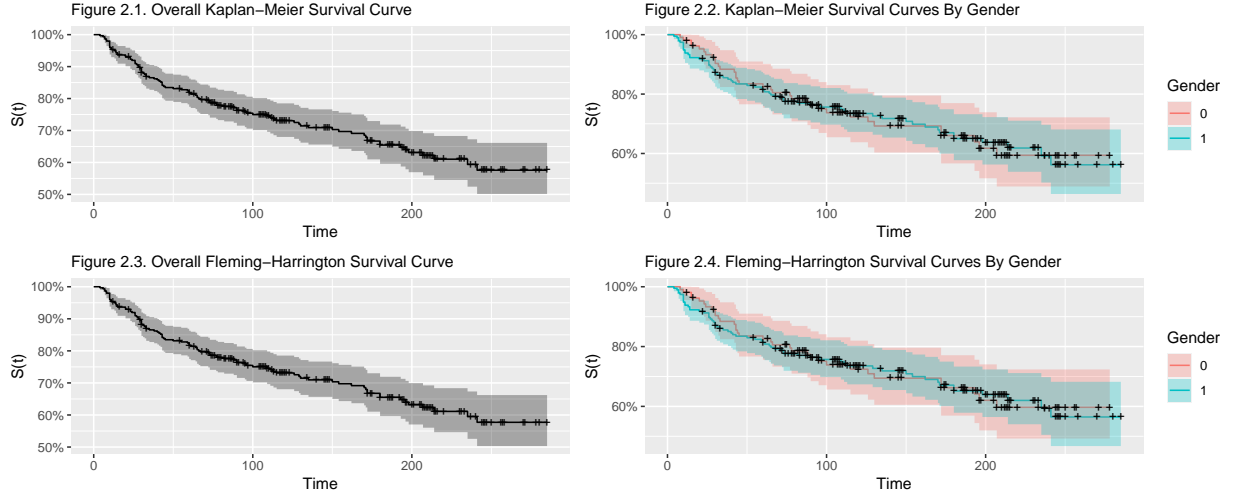 Figure 2.1. Overall Kaplan−Meier Survival Curve
100%
90%
80%
70%
60%
50%
S(t)
0 100 200
Time
Figure 2.2. Kaplan−Meier Survival Curves By Gender
100%
80%
60%
S(t)
0 100 200
Time
Gender
0
1
Figure 2.3. Overall Fleming−Harrington Survival Curve
100%
90%
80%
70%
60%
50%
S(t)
0 100 200
Time
Figure 2.4. Fleming−Harrington Survival Curves By Gender
100%
80%
60%
S(t)
0 100 200
Time
Gender
0
1